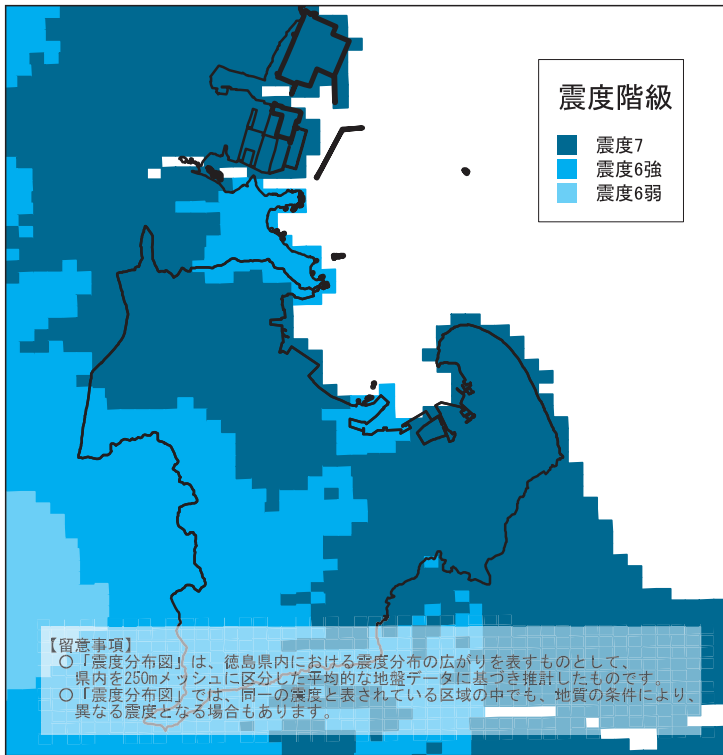 震度階級
震度7
震度6強
震度6弱
【留意事項】
○「震度分布図」は、徳島県内における震度分布の広がりを表すものとして、
県内を250mメッシュに区分した平均的な地盤データに基づき推計したものです。
○「震度分布図」では、同一の震度と表されている区域の中でも、地質の条件により、
異なる震度となる場合もあります。